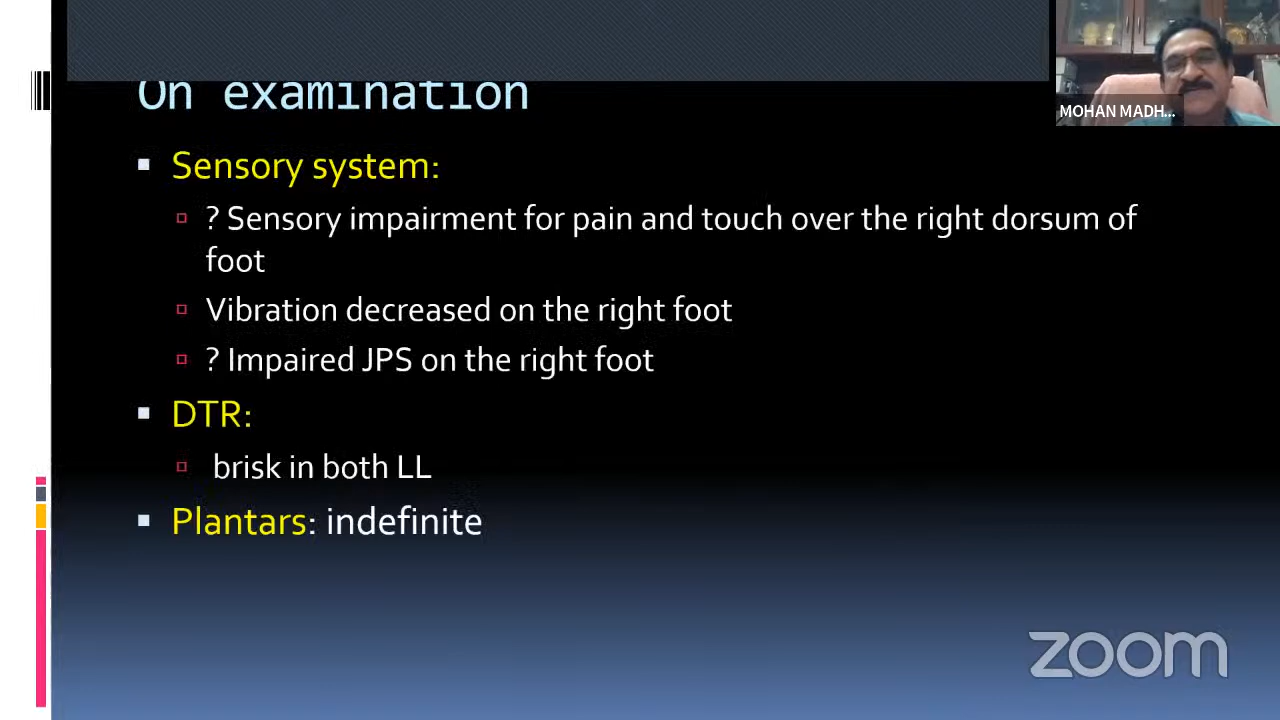 MOHAN MADH...
On examination
Sensory system:
? Sensory impairment for pain and touch over the right dorsum of
foot
Vibration decreased on the right foot
? Impaired JPS on the right foot
DTR:
brisk in both LL
Plantars: indefinite
zoom